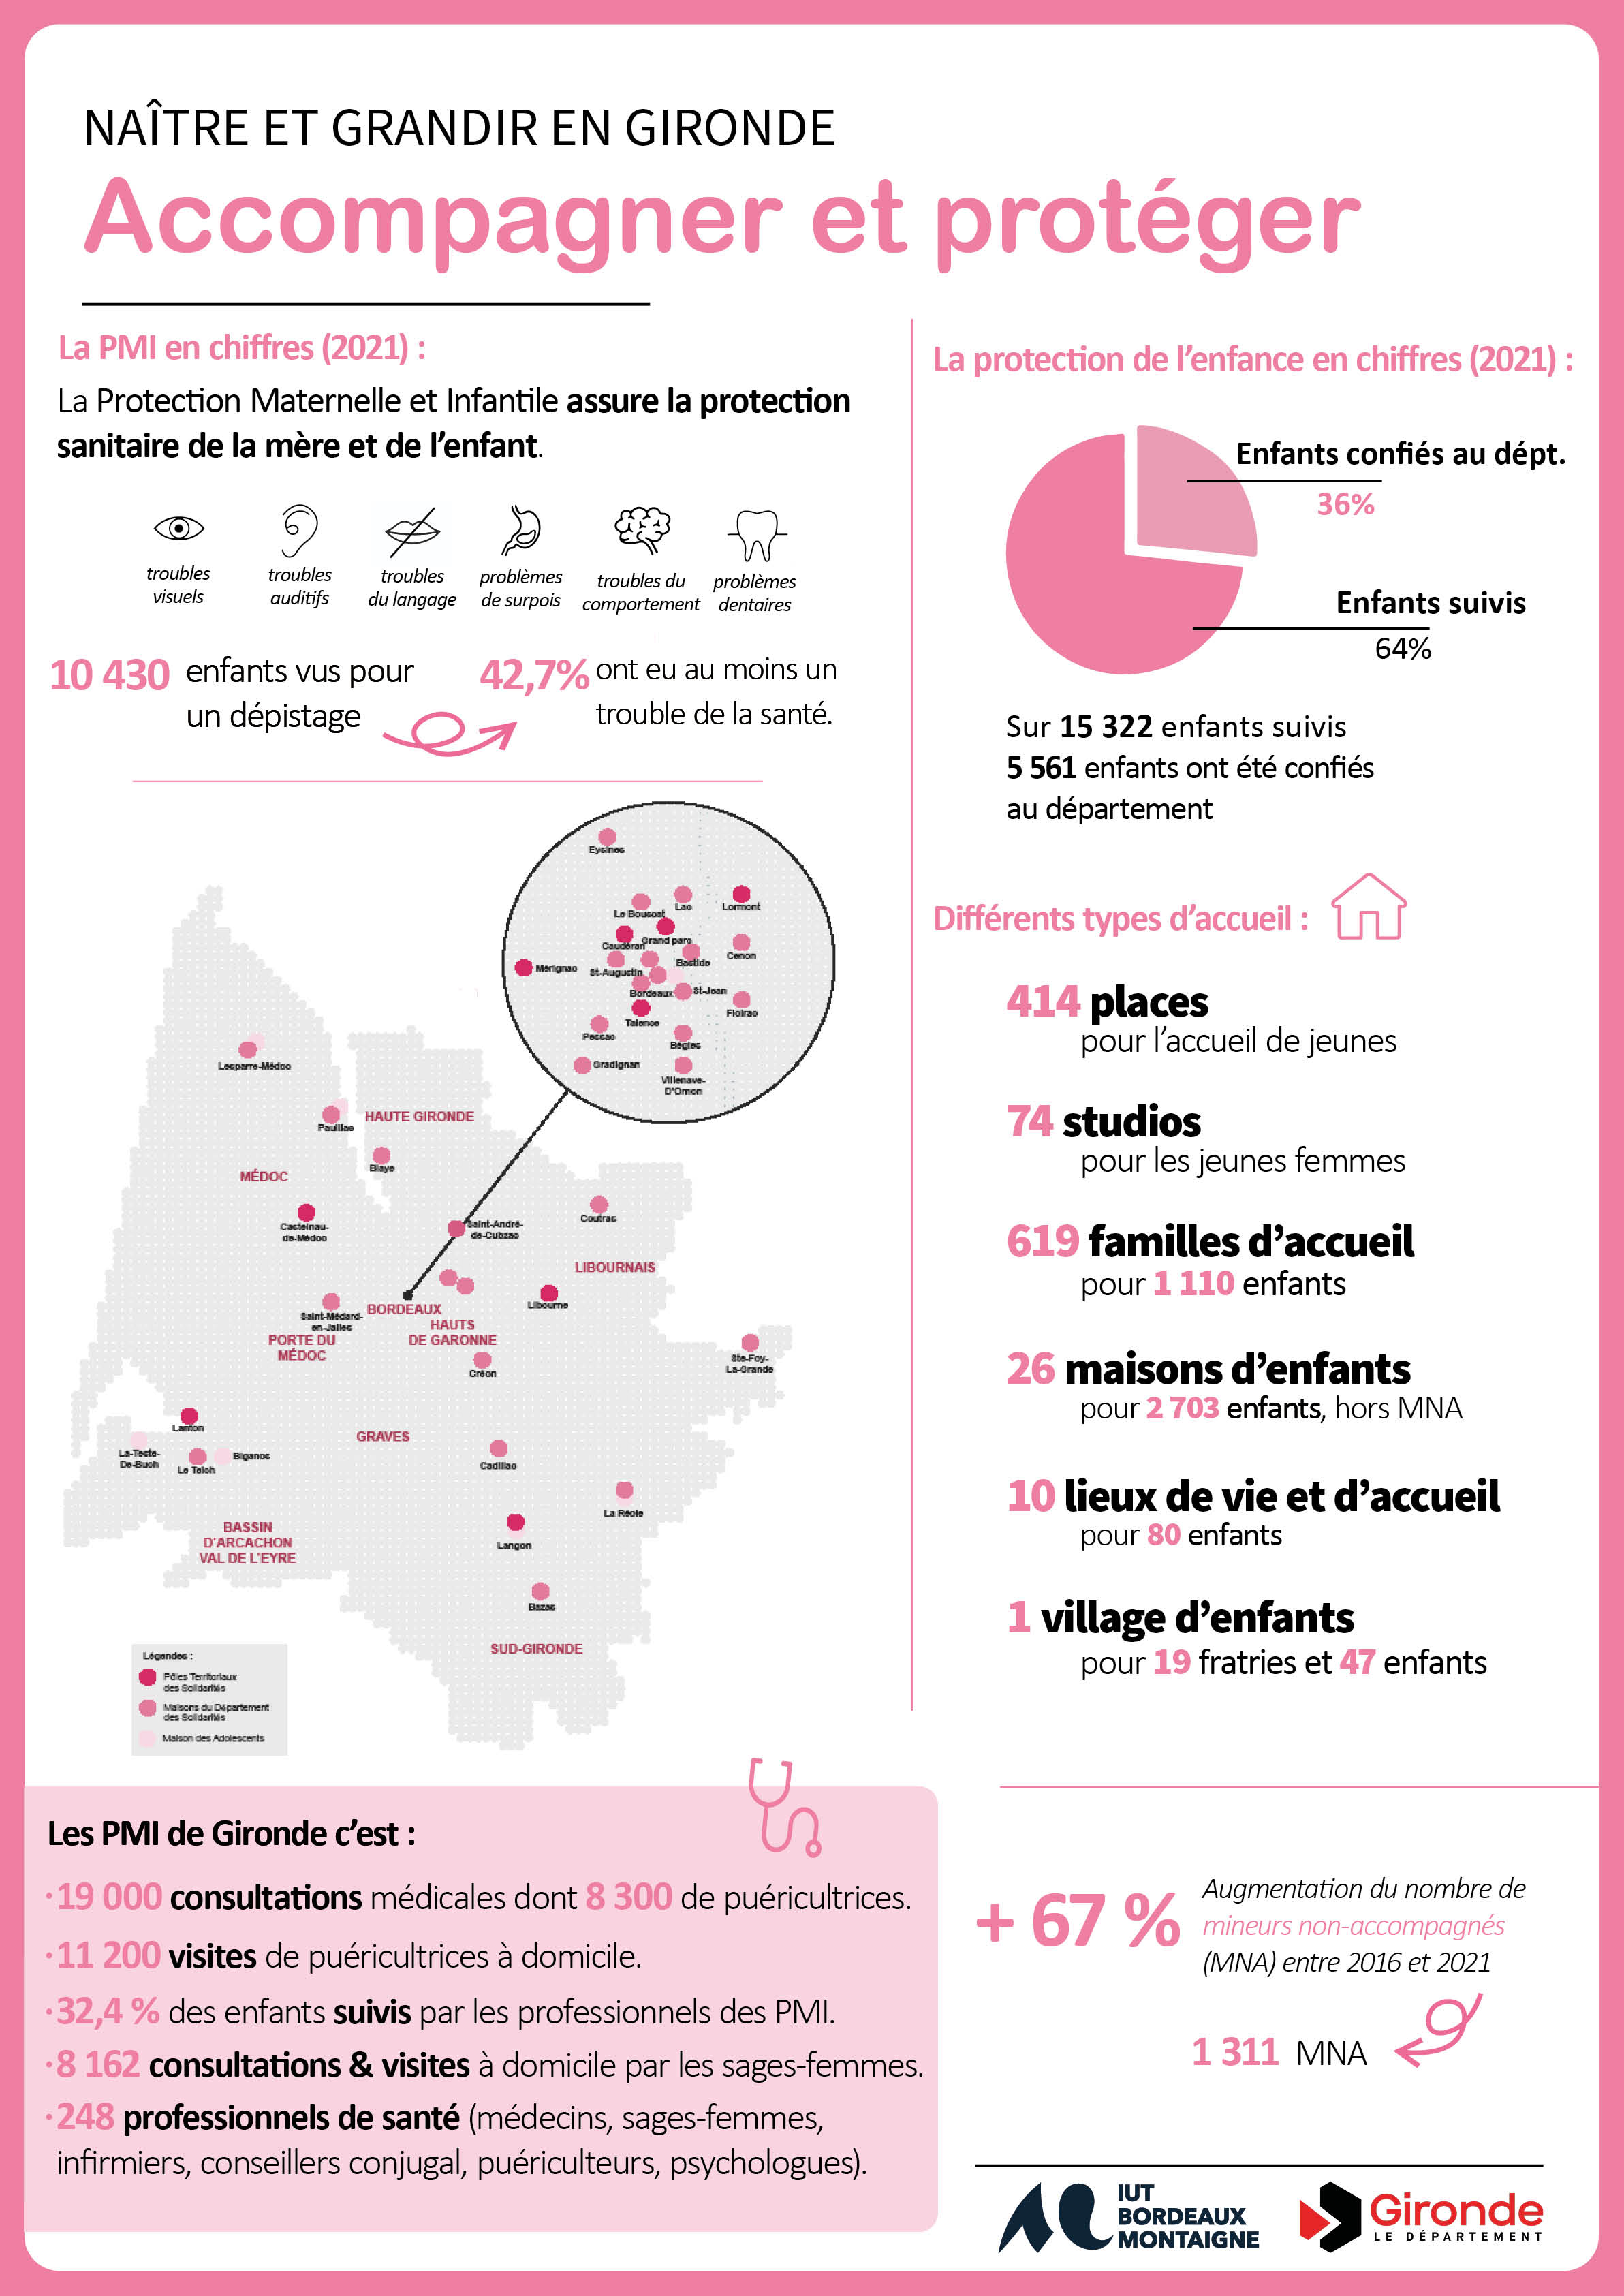 NAÎTRE ET GRANDIR EN GIRONDE
Accompagner et protéger
La PMI en chiffres (2021) :
La Protection Maternelle et Infantile assure la protection
sanitaire de la mère et de l’enfant.
troubles
visuels
troubles
auditifs
troubles
du langage
problèmes
de surpois
troubles du
comportement
problèmes
dentaires
10 430 enfants vus pour
un dépistage
42,7% ont eu au moins un
trouble de la santé.
Eysines
Le Bouscat
Lac
Lormont
Caudéran
Grand parc
Cenon
Bastide
Mérignac
St-Augustin
Bordeaux
St-Jean
Floirac
Talence
Pessac
Bègles
Gradignan
Villenave-
D'Ornon
Lesparre-Médoc
Pauillac
HAUTE GIRONDE
Blaye
MÉDOC
Castelnau-
de-Médoc
Saint-André-
de-Cubzac
Coutras
LIBOURNAIS
Libourne
Saint-Médard-
en-Jalles
BORDEAUX
HAUTS
DE GARONNE
PORTE DU
MÉDOC
Créon
Ste-Foy-
La-Grande
Lanton
GRAVES
La-Teste-
De-Buch
Le Teich
Biganos
Cadillac
La Réole
BASSIN
D'ARCACHON
VAL DE L'EYRE
Langon
Bazas
SUD-GIRONDE
Légendes :
Pôles Territoriaux
des Solidarités
Maisons du Département
des Solidarités
Maison des Adolescents
La protection de l’enfance en chiffres (2021) :
Enfants confiés au dépt.
36%
Enfants suivis
64%
Sur 15 322 enfants suivis
5 561 enfants ont été confiés
au département
Différents types d’accueil :
414 places
pour l’accueil de jeunes
74 studios
pour les jeunes femmes
619 familles d’accueil
pour 1 110 enfants
26 maisons d’enfants
pour 2 703 enfants, hors MNA
10 lieux de vie et d’accueil
pour 80 enfants
1 village d’enfants
pour 19 fratries et 47 enfants
Les PMI de Gironde c’est :
·19 000 consultations médicales dont 8 300 de puéricultrices.
·11 200 visites de puéricultrices à domicile.
·32,4 % des enfants suivis par les professionnels des PMI.
·8 162 consultations & visites à domicile par les sages-femmes.
·248 professionnels de santé (médecins, sages-femmes,
infirmiers, conseillers conjugal, puériculteurs, psychologues).
+ 67 %
Augmentation du nombre de
mineurs non-accompagnés
(MNA) entre 2016 et 2021
1 311 MNA
IUT
BORDEAUX
MONTAIGNE
Gironde
LE DÉPARTEMENT